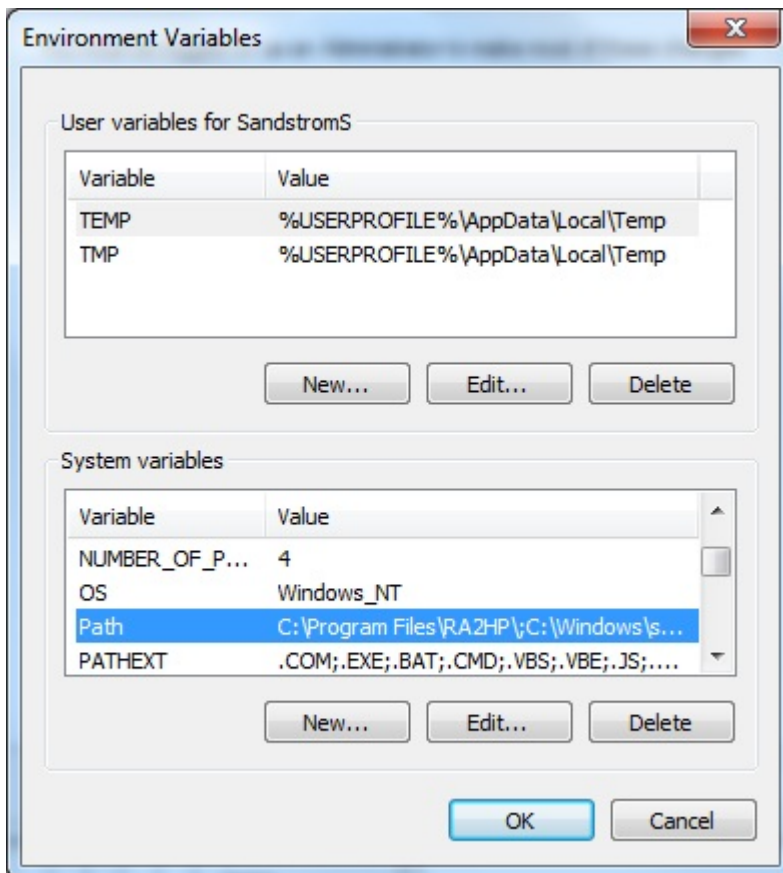 Environment Variables
User variables for SandstromS
Variable Value
TEMP %USERPROFILE%\AppData\Local\Temp
TMP %USERPROFILE%\AppData\Local\Temp
New... Edit... Delete
System variables
Variable Value
NUMBER_OF_P... 4
OS Windows_NT
Path C:\Program Files\RA2HP\;C:\Windows\s...
PATHEXT .COM;.EXE;.BAT;.CMD;.VBS;.VBE;.JS;....
New... Edit... Delete
OK Cancel